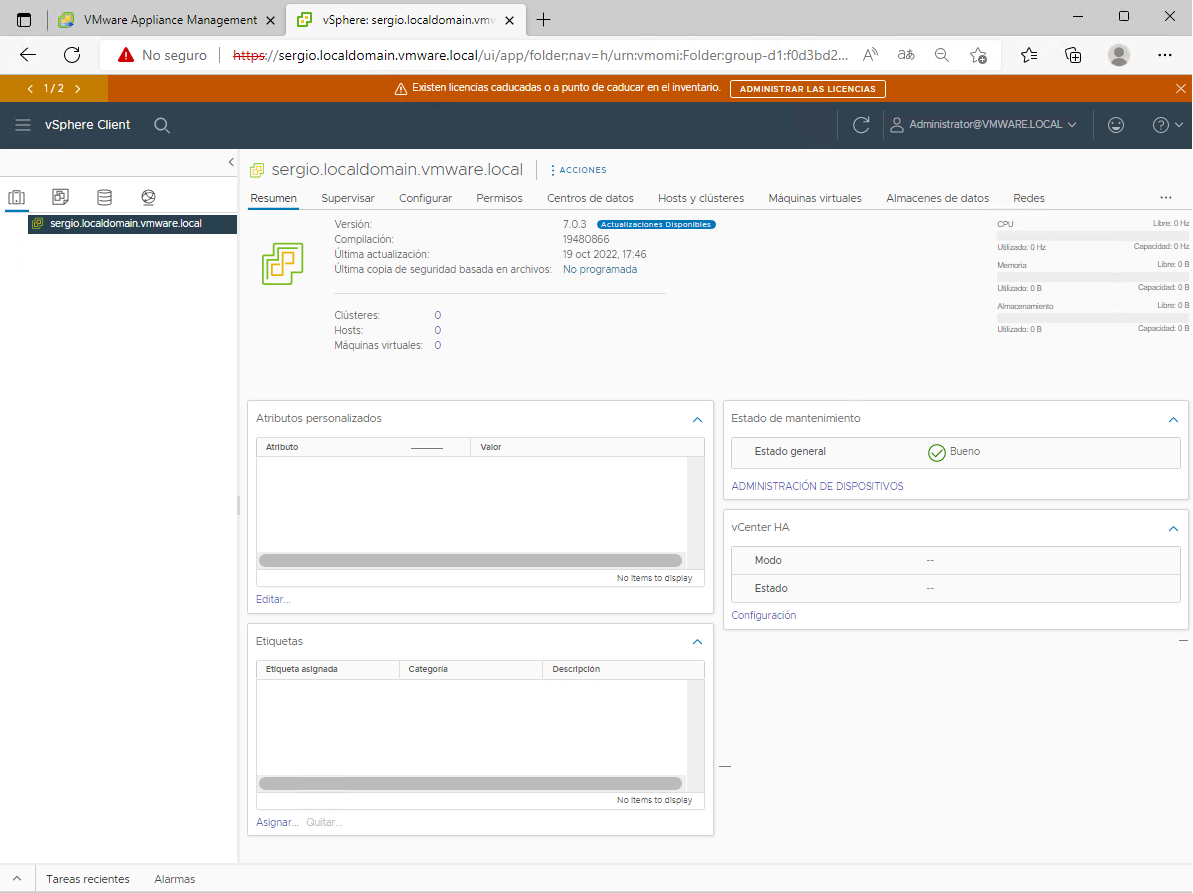 VMware Appliance Management
vSphere: sergio.localdomain.vmw
No seguro
https://sergio.localdomain.vmware.local/ui/app/folder;nav=h/urn:vmomi:Folder:group-d1:f0d3bd2...
1 / 2
Existen licencias caducadas o a punto de caducar en el inventario.
ADMINISTRAR LAS LICENCIAS
vSphere Client
Administrator@VMWARE.LOCAL
sergio.localdomain.vmware.local
ACCIONES
Resumen Supervisar Configurar Permisos Centros de datos Hosts y clústeres Máquinas virtuales Almacenes de datos Redes ...
sergio.localdomain.vmware.local
Versión: 7.0.3 Actualizaciones Disponibles
Compilación: 19480866
Última actualización: 19 oct 2022, 17:46
Última copia de seguridad basada en archivos: No programada
Clústeres: 0
Hosts: 0
Máquinas virtuales: 0
CPU Libre: 0 Hz
Utilizado: 0 Hz Capacidad: 0 Hz
Memoria Libre: 0 B
Utilizado: 0 B Capacidad: 0 B
Almacenamiento Libre: 0 B
Utilizado: 0 B Capacidad: 0 B
Atributos personalizados
Atributo Valor
No items to display
Editar...
Etiquetas
Etiqueta asignada Categoría Descripción
No items to display
Asignar... Quitar...
Estado de mantenimiento
Estado general Bueno
ADMINISTRACIÓN DE DISPOSITIVOS
vCenter HA
Modo --
Estado --
Configuración
Tareas recientes Alarmas